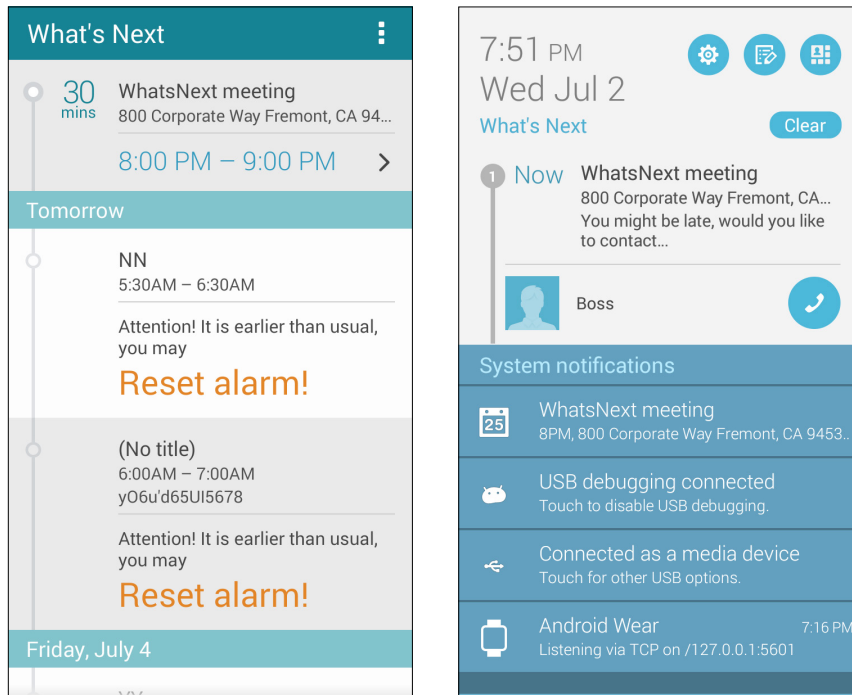 What's Next
30
mins
WhatsNext meeting
800 Corporate Way Fremont, CA 94...
8:00 PM – 9:00 PM
Tomorrow
NN
5:30AM – 6:30AM
Attention! It is earlier than usual,
you may
Reset alarm!
(No title)
6:00AM – 7:00AM
yO6u'd65UI5678
Attention! It is earlier than usual,
you may
Reset alarm!
Friday, July 4
7:51 PM
Wed Jul 2
What's Next
Clear
1
Now
WhatsNext meeting
800 Corporate Way Fremont, CA...
You might be late, would you like
to contact...
Boss
System notifications
25
WhatsNext meeting
8PM, 800 Corporate Way Fremont, CA 9453..
USB debugging connected
Touch to disable USB debugging.
Connected as a media device
Touch for other USB options.
Android Wear
7:16 PM
Listening via TCP on /127.0.0.1:5601